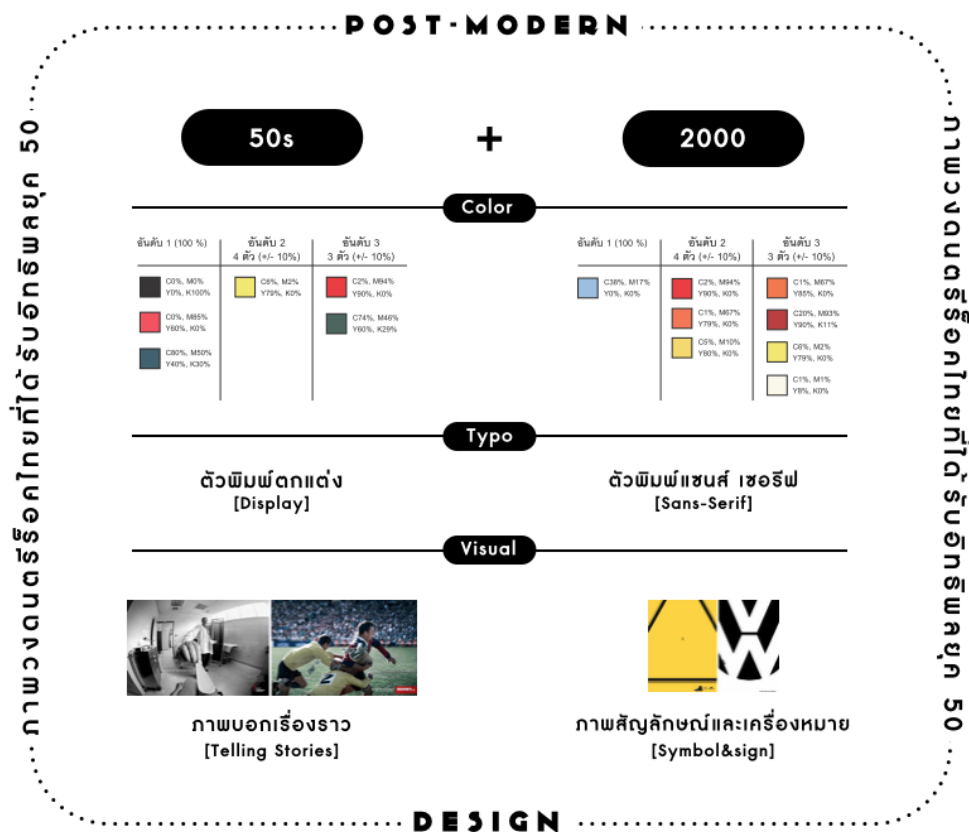 POST-MODERN
ภาพวงดนตรีร็อคไทยที่ได้รับอิทธิพลยุค 50
50s + 2000
Color
อันดับ 1 (100 %)
อันดับ 2
4 ตัว (+/- 10%)
อันดับ 3
3 ตัว (+/- 10%)
C0%, M0%
Y0%, K100%
C6%, M2%
Y79%, K0%
C2%, M94%
Y90%, K0%
C0%, M85%
Y60%, K0%
C74%, M46%
Y60%, K29%
C80%, M50%
Y40%, K30%
อันดับ 1 (100 %)
อันดับ 2
4 ตัว (+/- 10%)
อันดับ 3
3 ตัว (+/- 10%)
C38%, M17%
Y0%, K0%
C2%, M94%
Y90%, K0%
C1%, M67%
Y85%, K0%
C1%, M67%
Y79%, K0%
C20%, M93%
Y90%, K11%
C5%, M10%
Y80%, K0%
C6%, M2%
Y79%, K0%
C1%, M1%
Y8%, K0%
Typo
ตัวพิมพ์ตกแต่ง
[Display]
ตัวพิมพ์แซนส์ เซอรีฟ
[Sans-Serif]
Visual
2
ภาพบอกเรื่องราว
[Telling Stories]
ภาพสัญลักษณ์และเครื่องหมาย
[Symbol&sign]
ภาพวงดนตรีร็อคไทยที่ได้รับอิทธิพลยุค 50
DESIGN